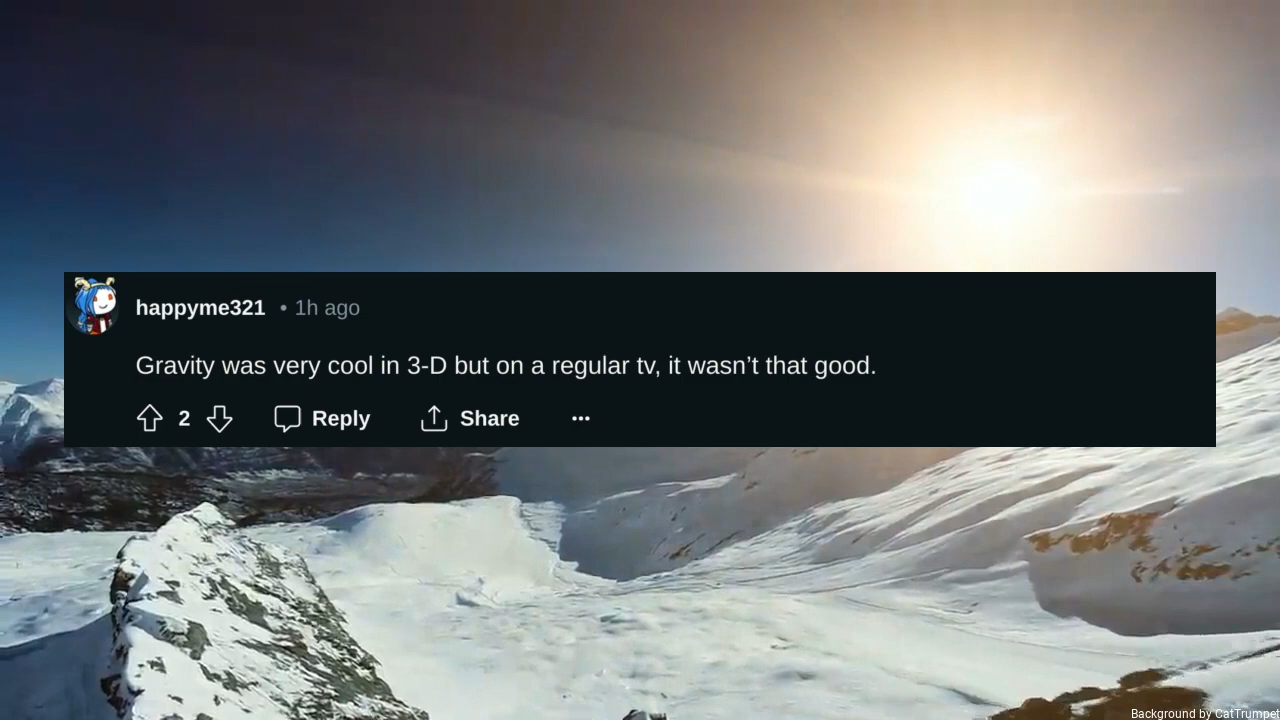 happyme321 • 1h ago
Gravity was very cool in 3-D but on a regular tv, it wasn’t that good.
2 Reply Share
Background by CatTrumpet